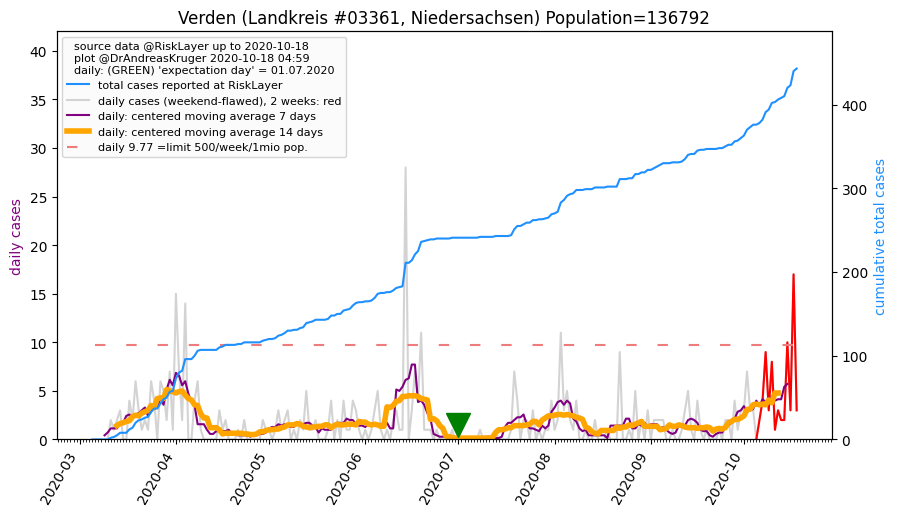 Verden (Landkreis #03361, Niedersachsen) Population=136792
source data @RiskLayer up to 2020-10-18
plot @DrAndreasKruger 2020-10-18 04:59
daily: (GREEN) 'expectation day' = 01.07.2020
total cases reported at RiskLayer
daily cases (weekend-flawed), 2 weeks: red
daily: centered moving average 7 days
daily: centered moving average 14 days
daily 9.77 =limit 500/week/1mio pop.
daily cases
40
35
30
25
20
15
10
5
0
cumulative total cases
400
300
200
100
0
2020-03
2020-04
2020-05
2020-06
2020-07
2020-08
2020-09
2020-10